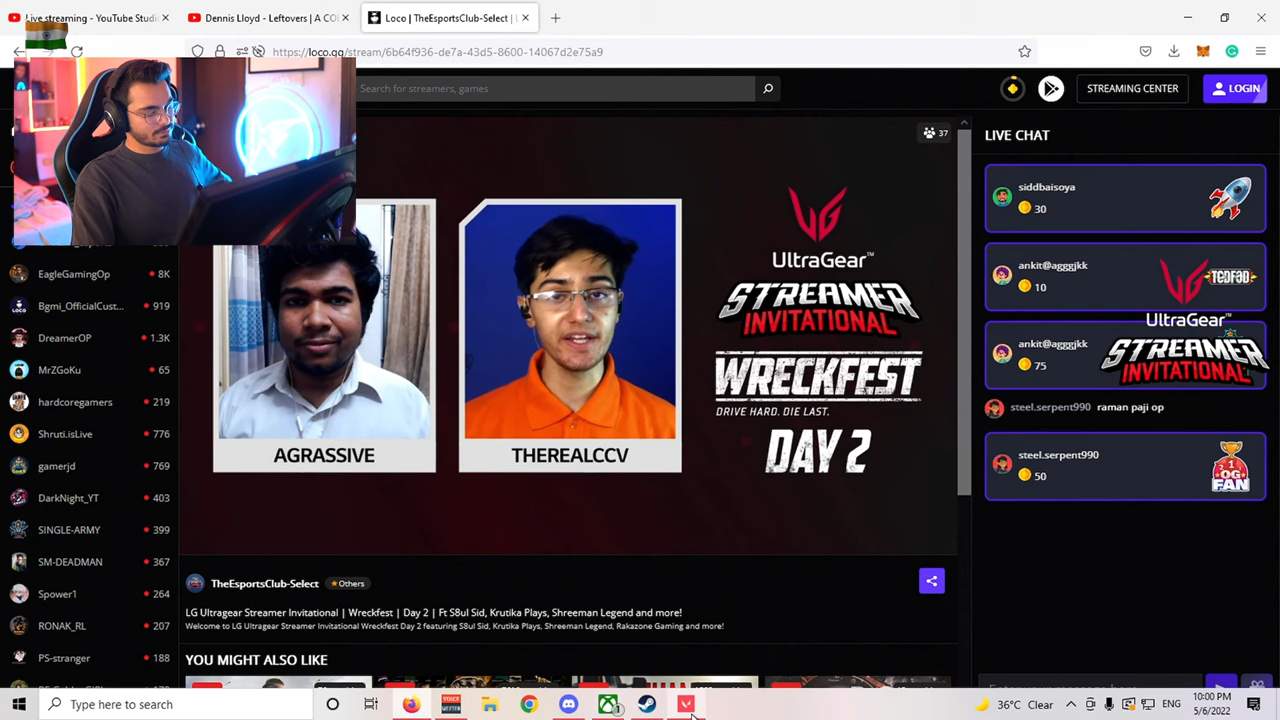 Live streaming - YouTube Studi
Dennis Lloyd - Leftovers | A CO
Loco | TheEsportsClub-Select | L
https://loco.gg/stream/6b64f936-de7a-43d5-8600-14067d2e75a9
Search for streamers, games
STREAMING CENTER
LOGIN
37
LIVE CHAT
siddbaisoya
30
ankit@agggjkk
10
TEC
ankit@agggjkk
75
UltraGear™
STREAMER
INVITATIONAL
steel.serpent990 raman paji op
steel.serpent990
50
OG
FAN
UltraGear™
STREAMER
INVITATIONAL
WRECKFEST
DRIVE HARD. DIE LAST.
DAY 2
AGRASSIVE
THEREALCCV
EagleGamingOp 8K
Bgmi_OfficialCust... 919
DreamerOP 1.3K
MrZGoKu 65
hardcoregamers 219
Shruti.isLive 776
gamerjd 769
DarkNight_YT 403
SINGLE-ARMY 399
SM-DEADMAN 367
Spower1 264
RONAK_RL 207
PS-stranger 188
TheEsportsClub-Select Others
LG Ultragear Streamer Invitational | Wreckfest | Day 2 | Ft S8ul Sid, Krutika Plays, Shreeman Legend and more!
Welcome to LG Ultragear Streamer Invitational Wreckfest Day 2 featuring S8ul Sid, Krutika Plays, Shreeman Legend, Rakazone Gaming and more!
YOU MIGHT ALSO LIKE
Type here to search
36°C Clear
ENG
10:00 PM
5/6/2022